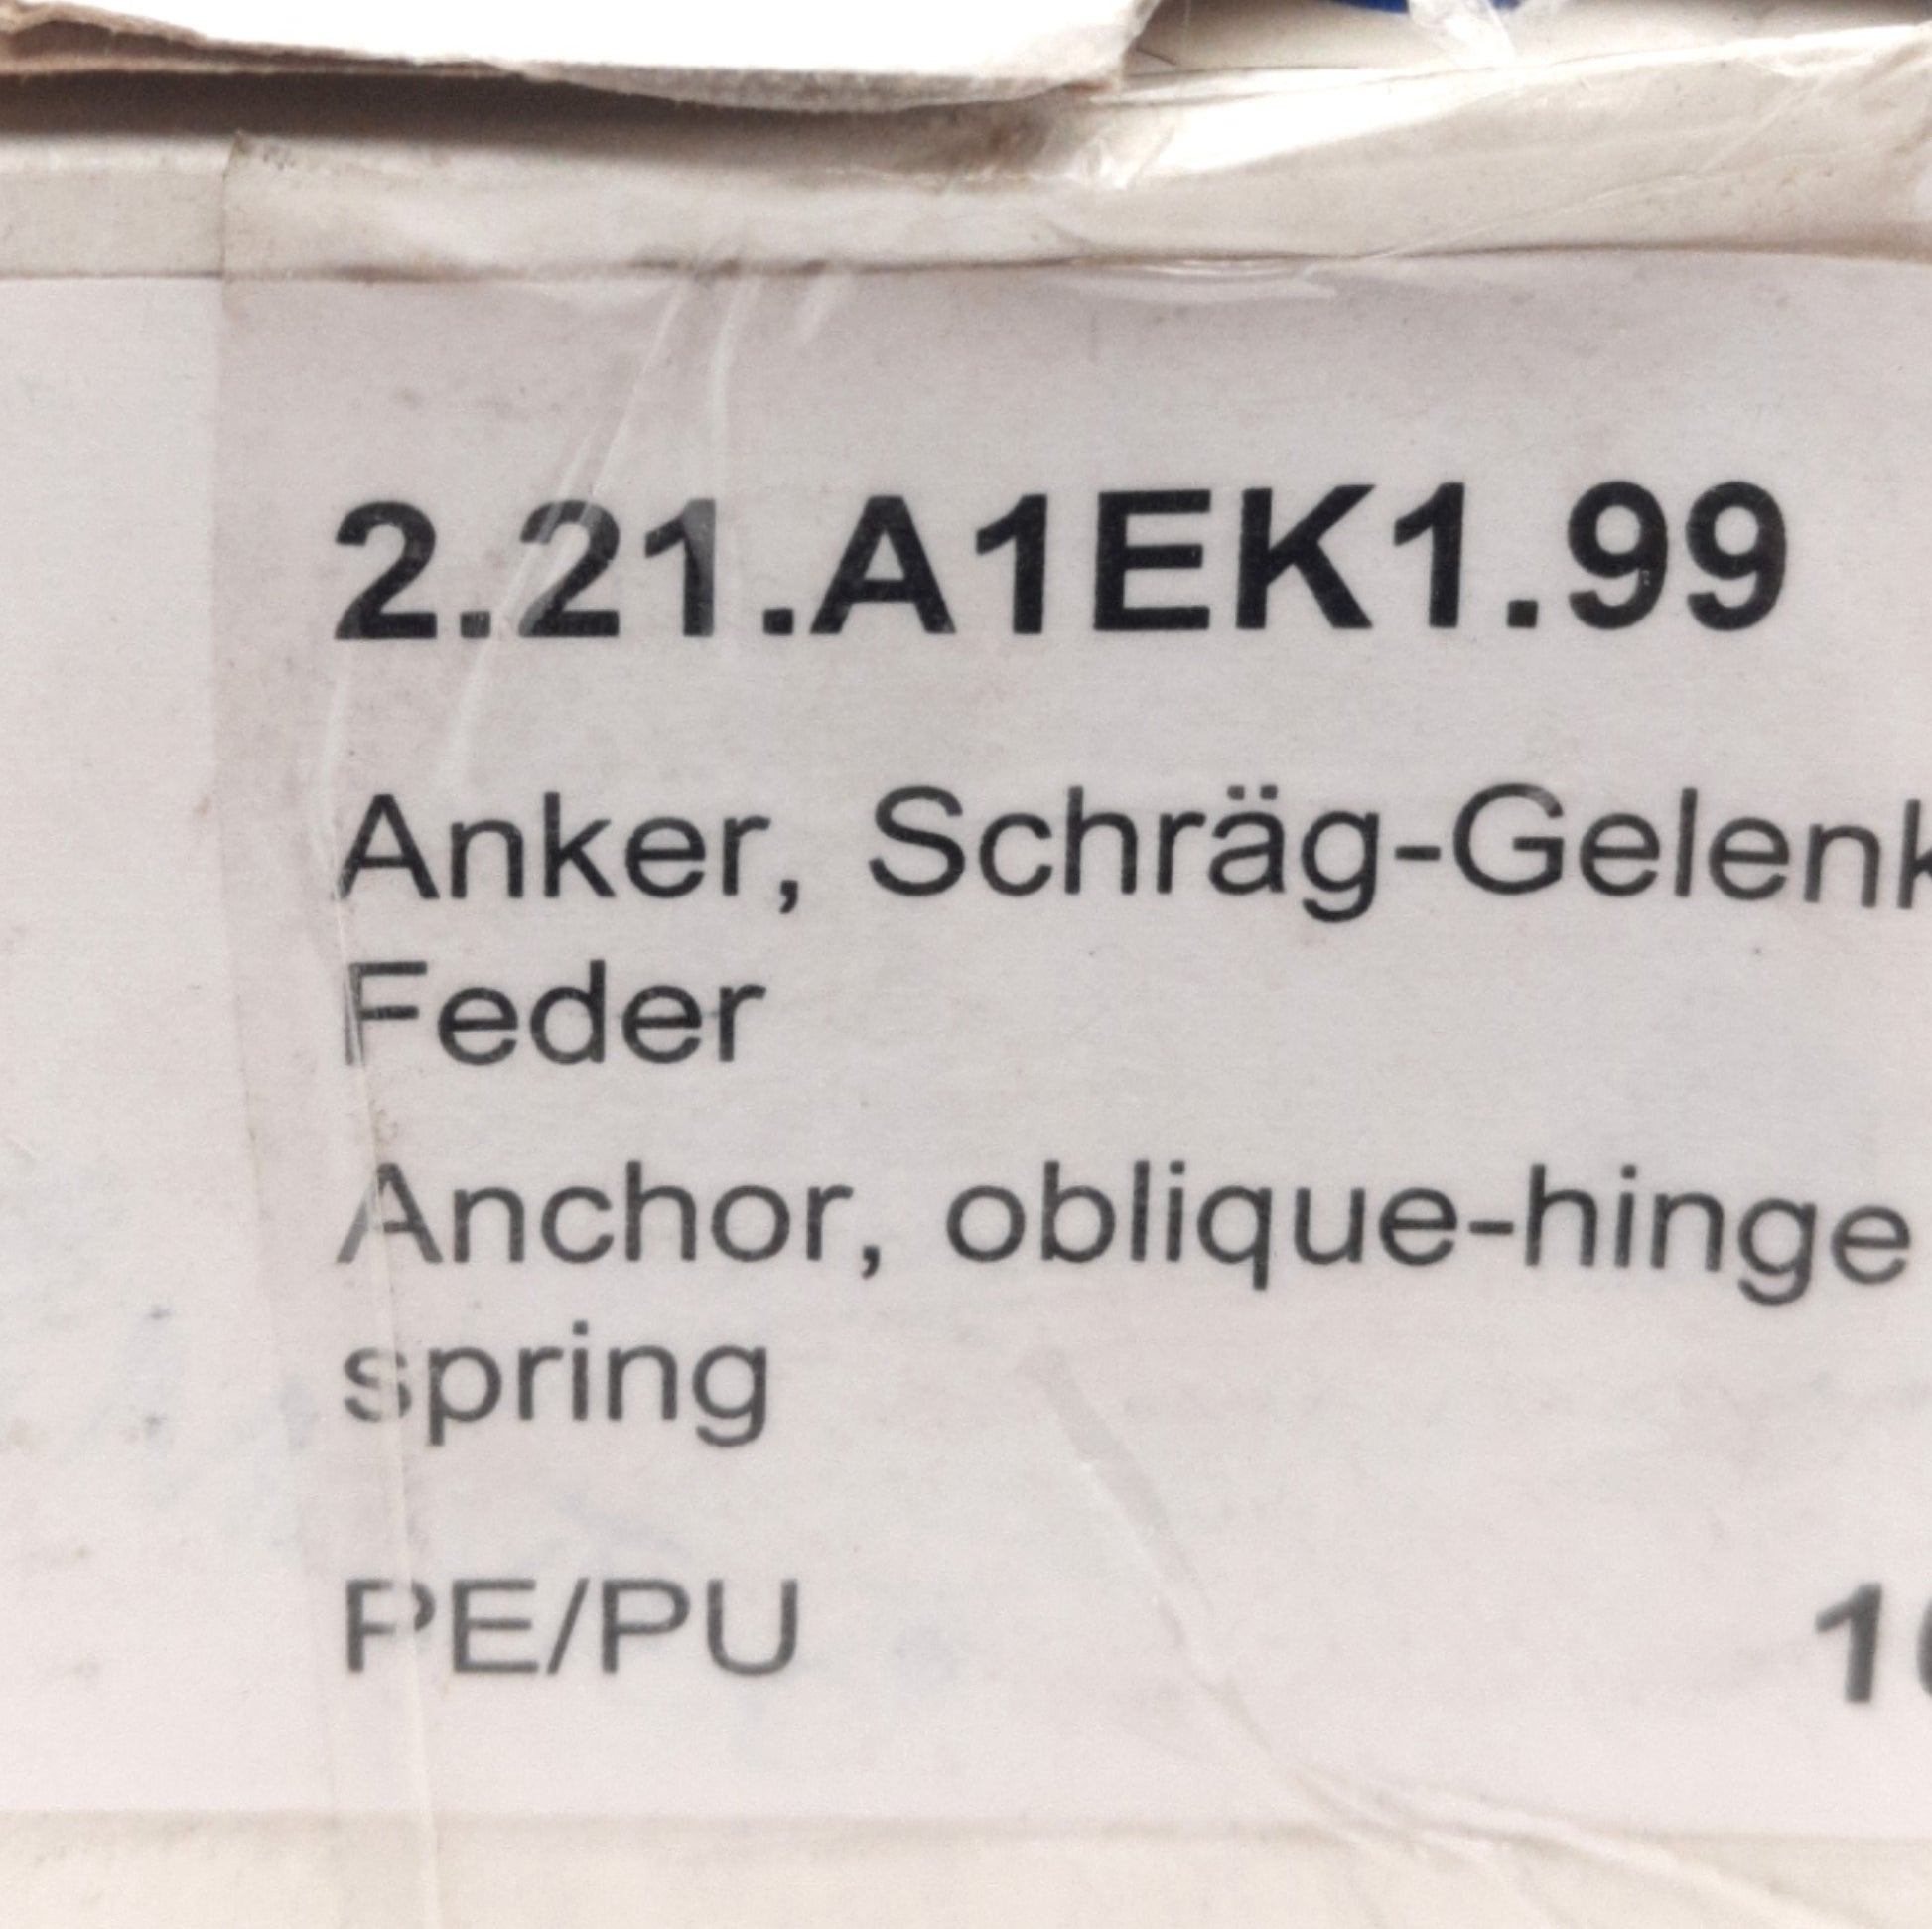 2.21.A1EK1.99
Anker, Schräg-Gelenk
Feder
Anchor, oblique-hinge
spring
PE/PU